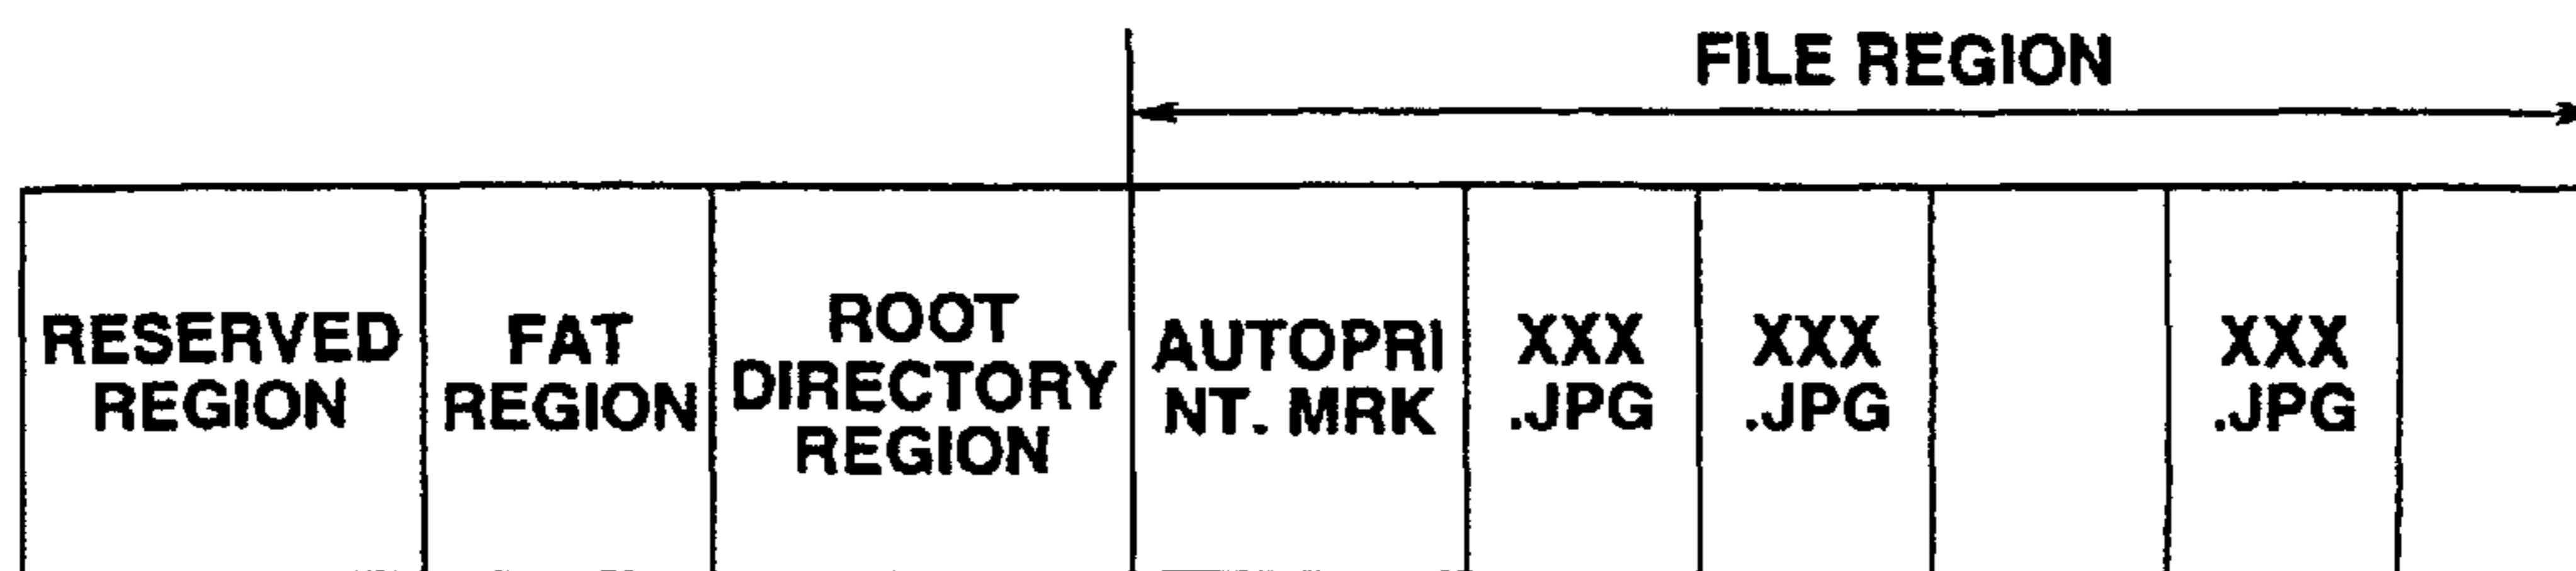 FILE REGION
RESERVED
REGION
FAT
REGION
ROOT
DIRECTORY
REGION
AUTOPRI
NT. MRK
XXX
.JPG
XXX
.JPG
XXX
.JPG